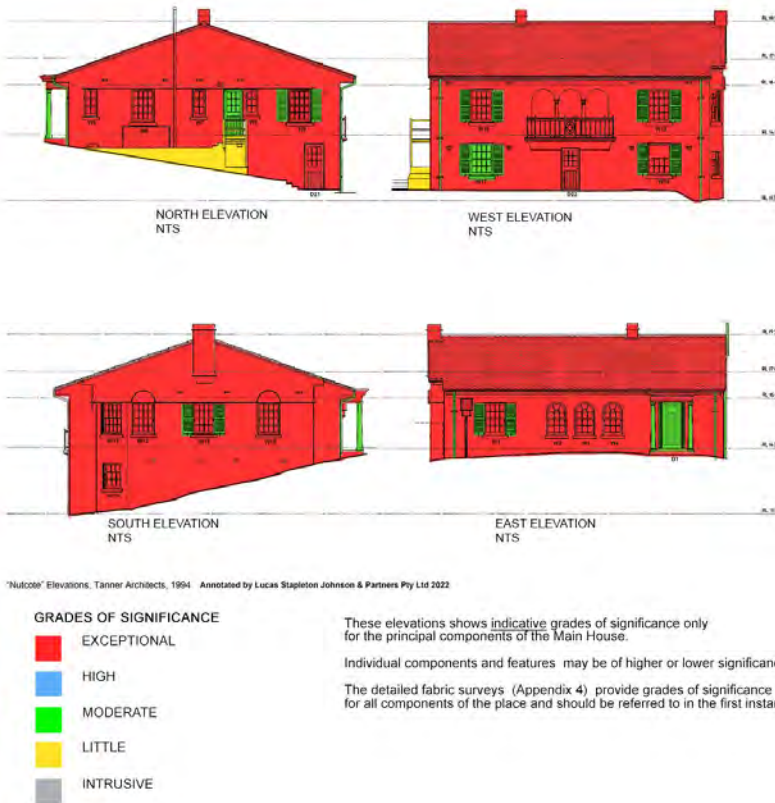 NORTH ELEVATION
NTS
WEST ELEVATION
NTS
D21
D22
SOUTH ELEVATION
NTS
EAST ELEVATION
NTS
D1
"Nutcote" Elevations, Tanner Architects, 1994 Annotated by Lucas Stapleton Johnson & Partners Pty Ltd 2022
GRADES OF SIGNIFICANCE
EXCEPTIONAL
HIGH
MODERATE
LITTLE
INTRUSIVE
These elevations shows indicative grades of significance only
for the principal components of the Main House.
Individual components and features may be of higher or lower significan
The detailed fabric surveys (Appendix 4) provide grades of significance
for all components of the place and should be referred to in the first instan